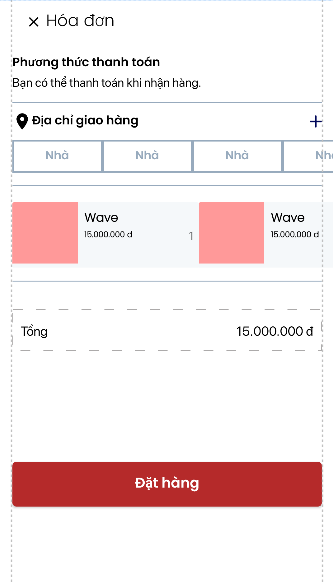 Hóa đơn
Phương thức thanh toán
Bạn có thể thanh toán khi nhận hàng.
Địa chỉ giao hàng
Nhà Nhà Nhà Nh
Wave Wave
15.000.000 đ 1 15.000.000 đ
Tổng 15.000.000 đ
Đặt hàng